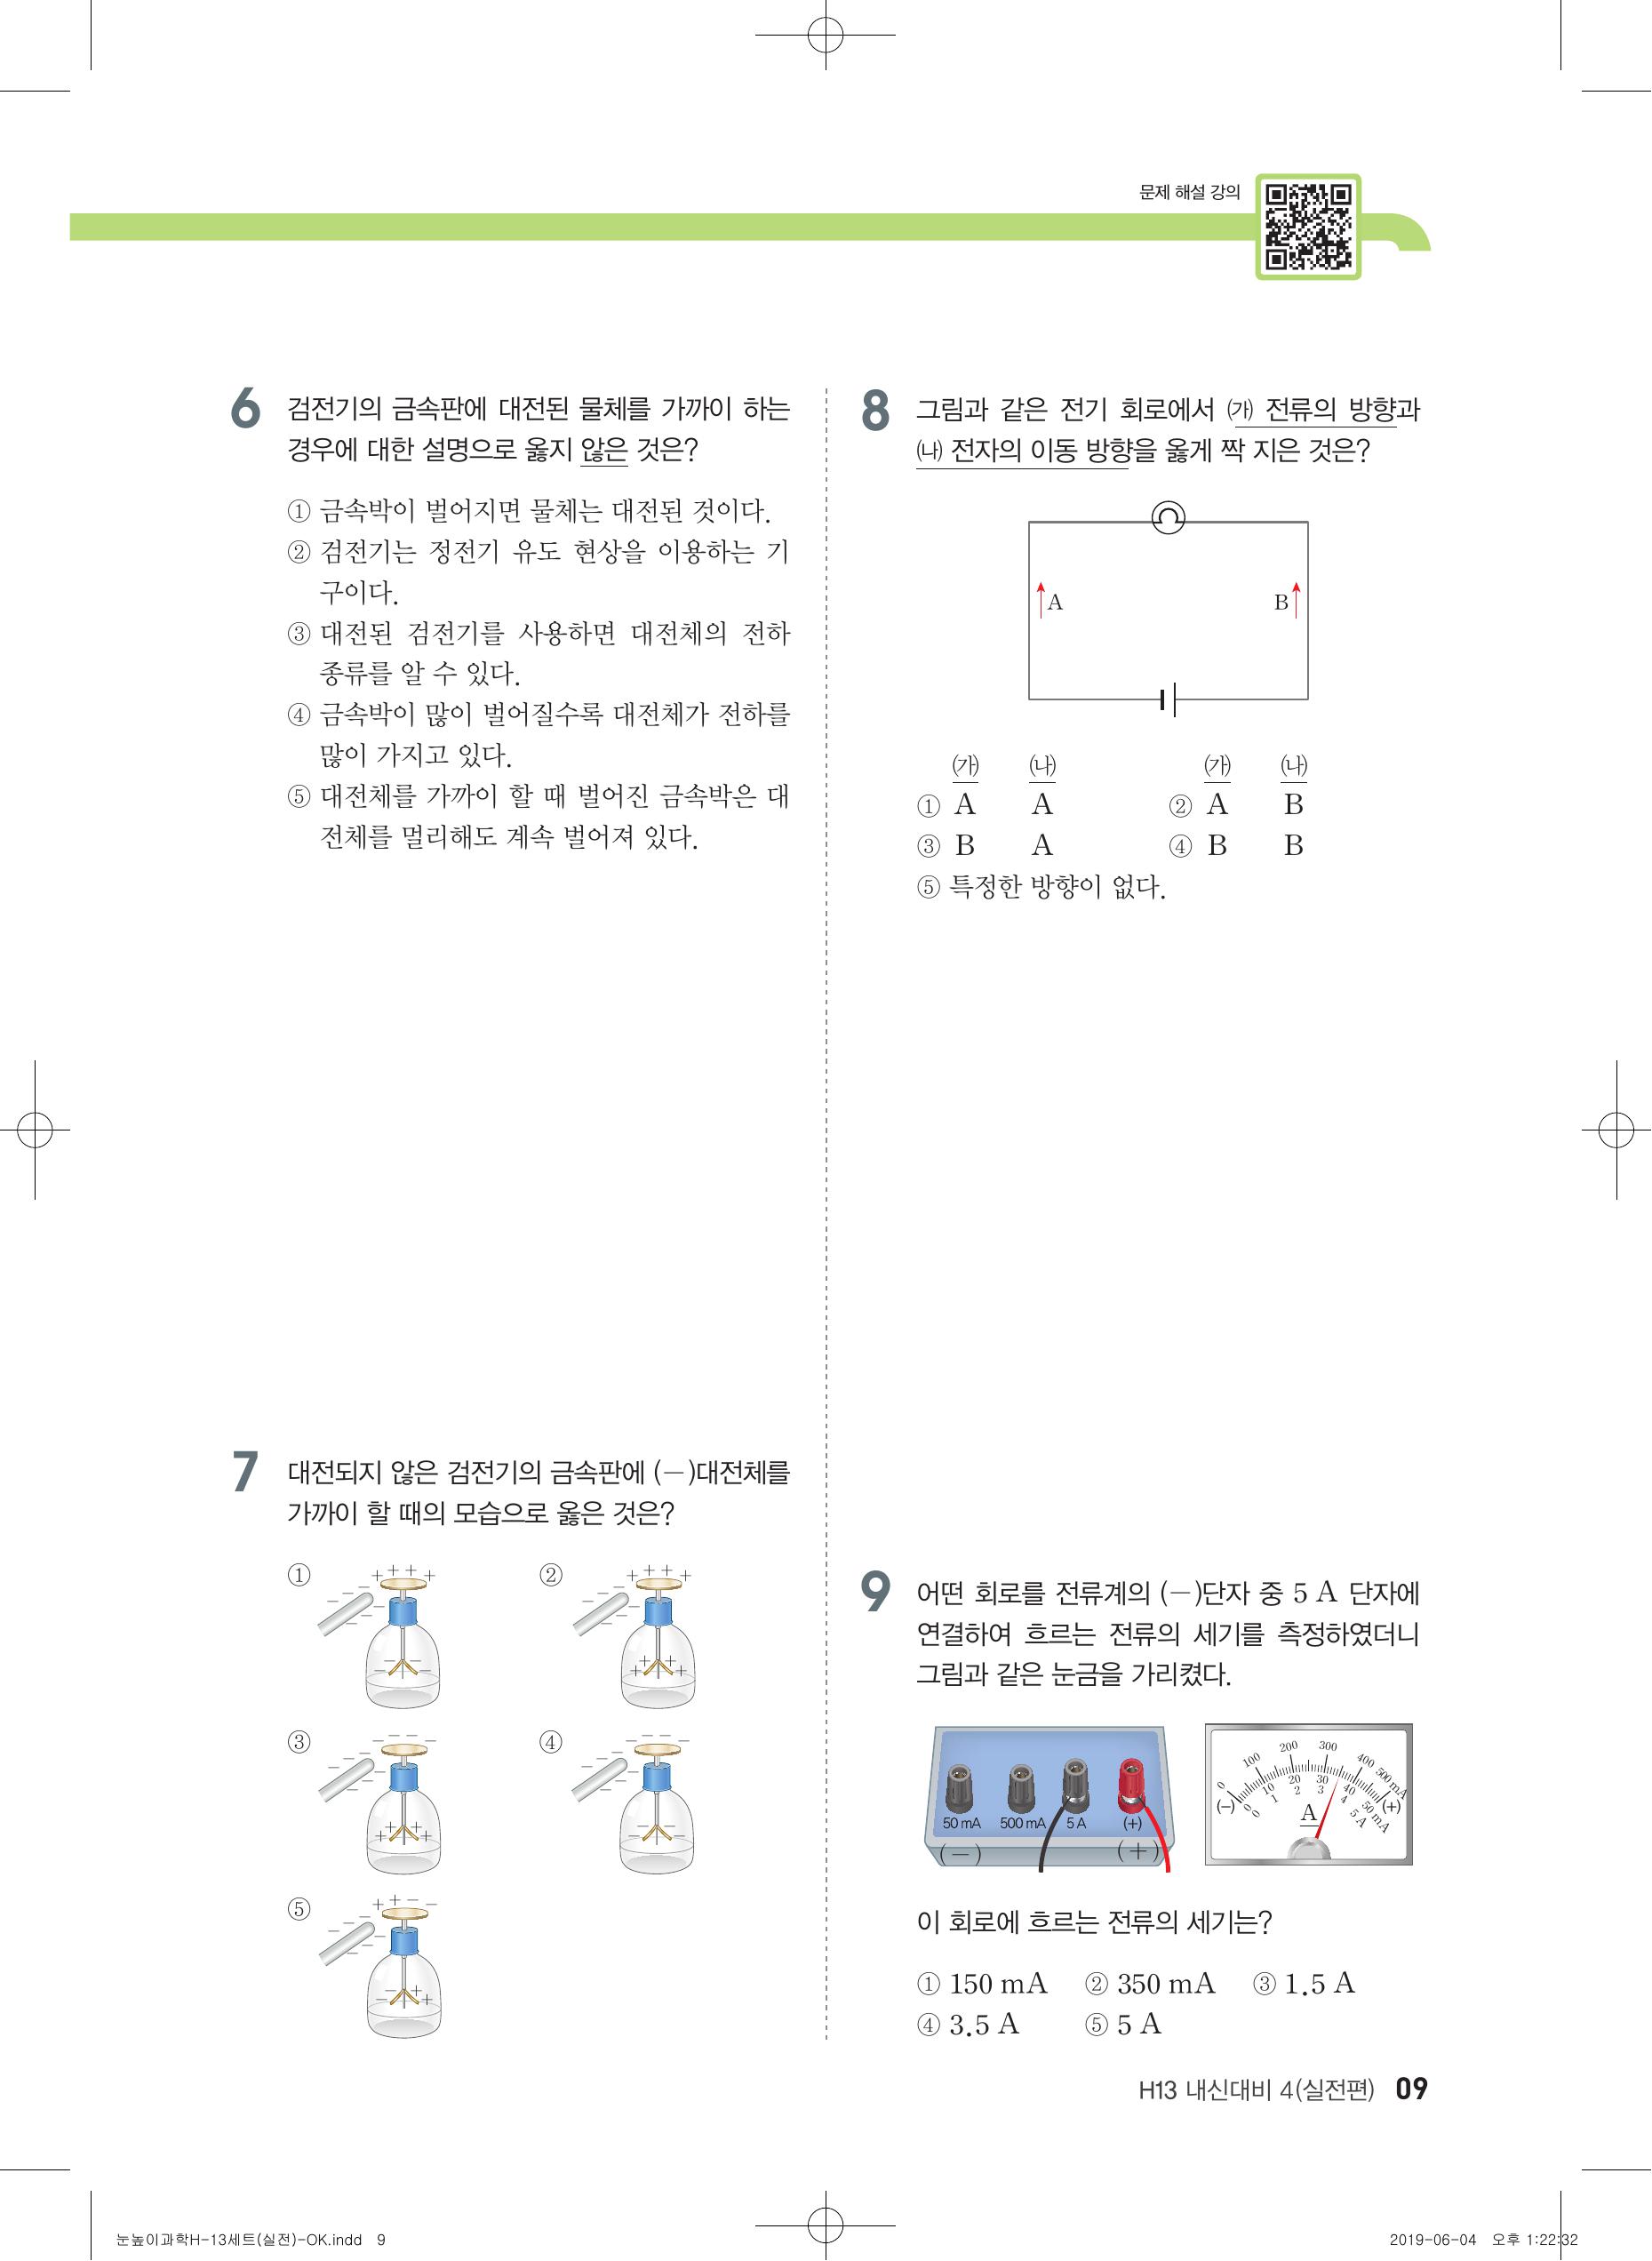 문제 해설 강의
6 검전기의 금속판에 대전된 물체를 가까이 하는
경우에 대한 설명으로 옳지 않은 것은?
① 금속박이 벌어지면 물체는 대전된 것이다.
② 검전기는 정전기 유도 현상을 이용하는 기
구이다.
③ 대전된 검전기를 사용하면 대전체의 전하
종류를 알 수 있다.
④ 금속박이 많이 벌어질수록 대전체가 전하를
많이 가지고 있다.
⑤ 대전체를 가까이 할 때 벌어진 금속박은 대
전체를 멀리해도 계속 벌어져 있다.
7 대전되지 않은 검전기의 금속판에 (-)대전체를
가까이 할 때의 모습으로 옳은 것은?
① ②
③ ④
⑤
8 그림과 같은 전기 회로에서 ㈎ 전류의 방향과
㈏ 전자의 이동 방향을 옳게 짝 지은 것은?
A B
㈎ ㈏ ㈎ ㈏
① A A ② A B
③ B A ④ B B
⑤ 특정한 방향이 없다.
9 어떤 회로를 전류계의 (-)단자 중 5 A 단자에
연결하여 흐르는 전류의 세기를 측정하였더니
그림과 같은 눈금을 가리켰다.
50 mA 500 mA 5 A (+)
(-) (+)
0 100 200 300 400 500 mA
0 10 20 30 40 50 mA
0 1 2 3 4 5 A
(-) A (+)
이 회로에 흐르는 전류의 세기는?
① 150 mA ② 350 mA ③ 1.5 A
④ 3.5 A ⑤ 5 A
H13 내신대비 4(실전편) 09
눈높이과학H-13세트(실전)-OK.indd 9
2019-06-04 오후 1:22:32